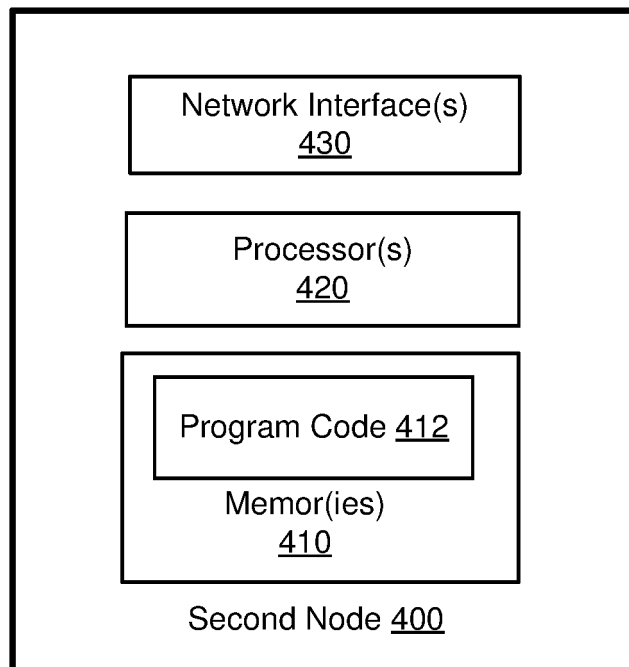 Network Interface(s)
430
Processor(s)
420
Program Code 412
Memor(ies)
410
Second Node 400